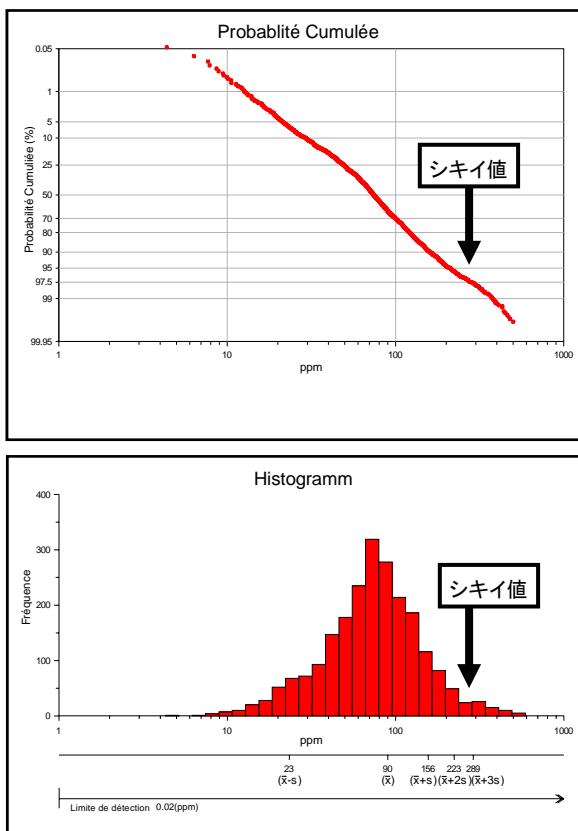 Probablité Cumulée
Probabilité Cumuliée (%)
0.05
1
5
10
25
50
70
80
90
95
97.5
99
99.95
シキイ値
1 10 100 1000
ppm
Histogramm
Fréquence
400
300
200
100
0
シキイ値
1 10 100 1000
ppm
23 90 156 223 289
(x̄-s) (x̄) (x̄+s) (x̄+2s) (x̄+3s)
Limite de détection 0.02(ppm)